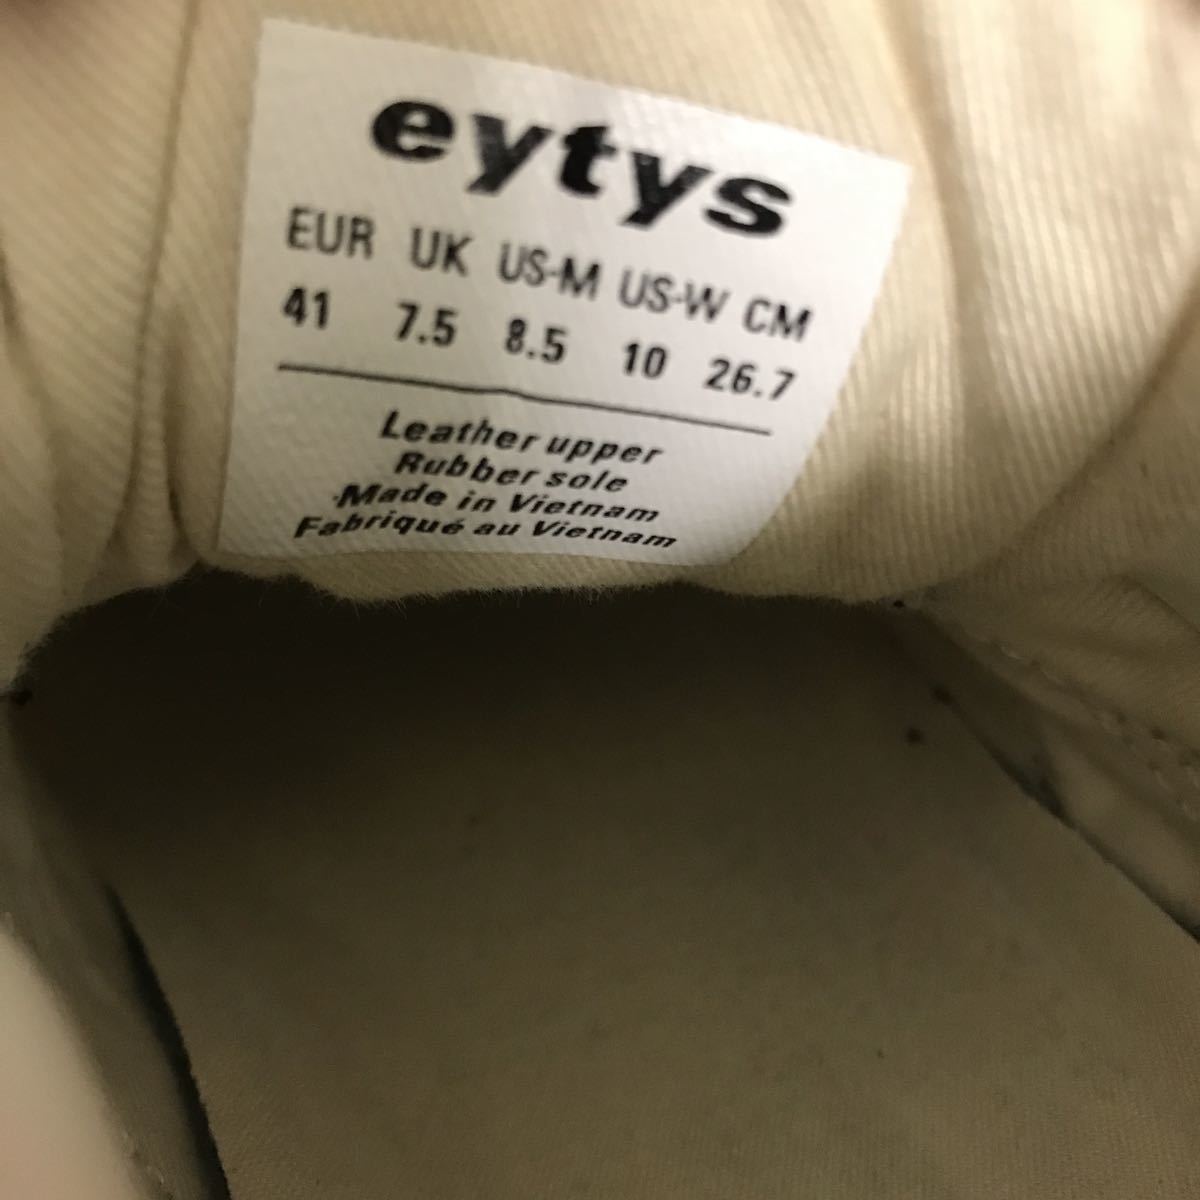 eytys
EUR UK US-M US-W CM
41 7.5 8.5 10 26.7
Leather upper
Rubber sole
Made in Vietnam
Fabriqué au Vietnam